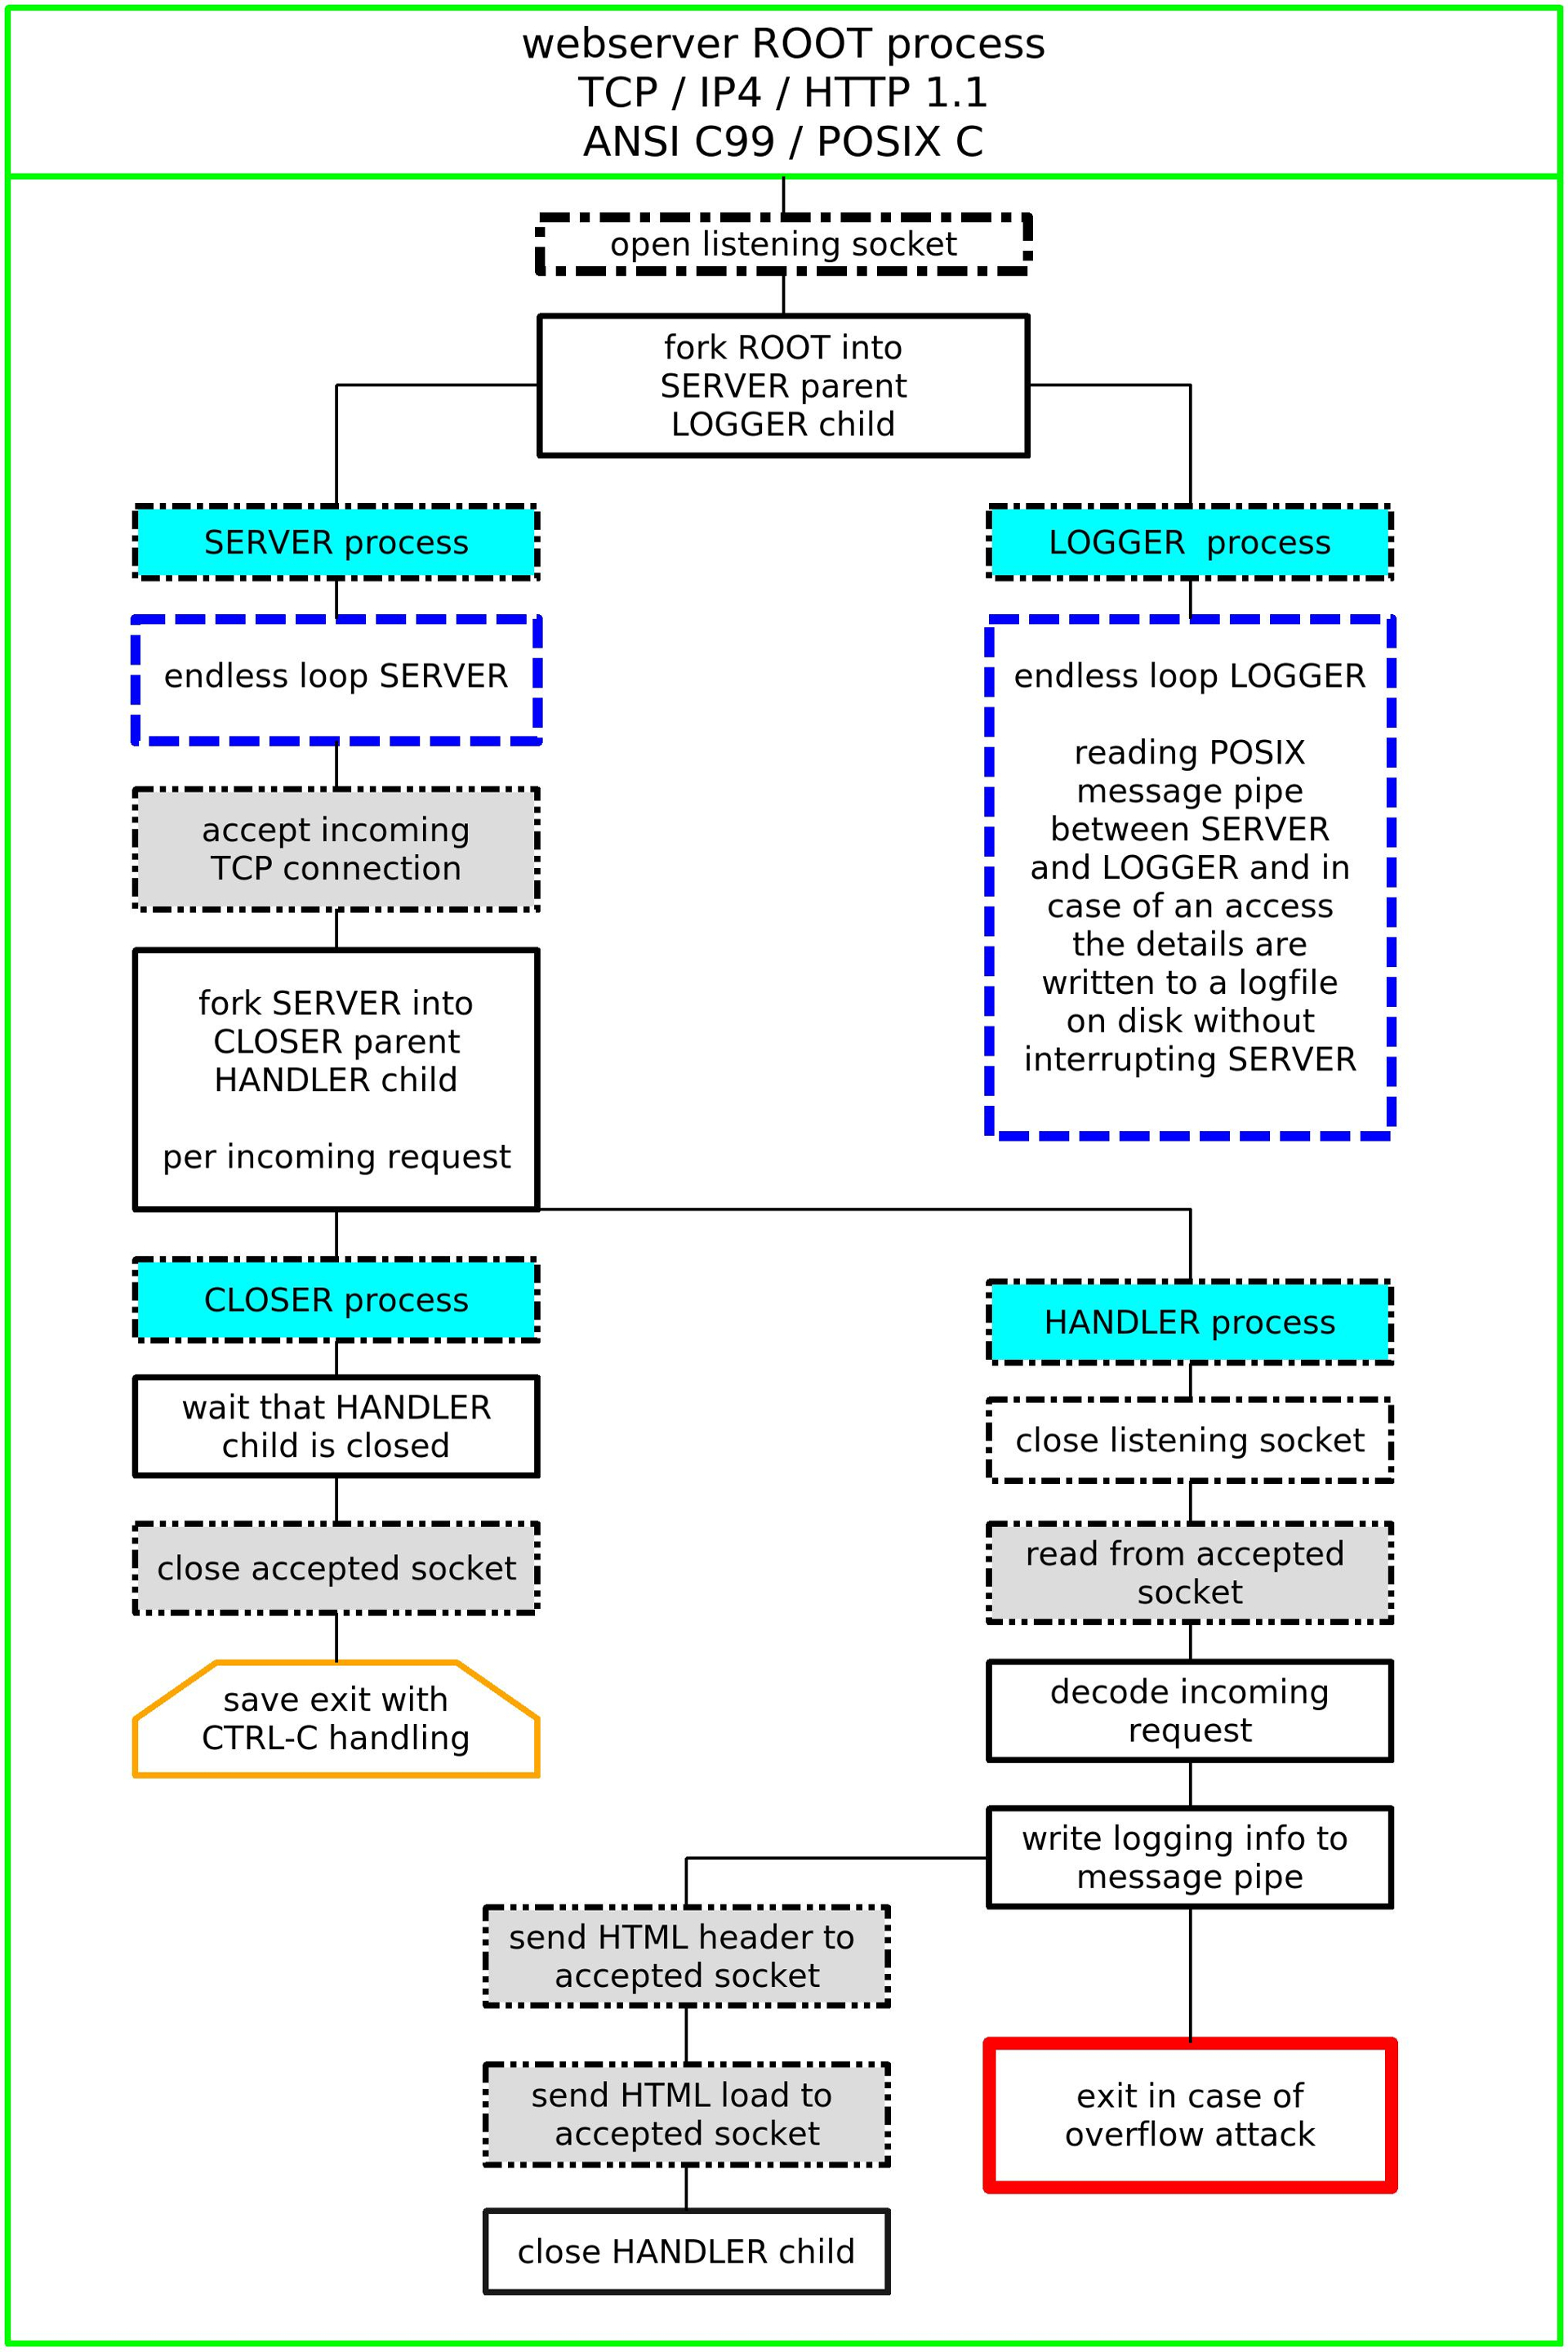 webserver ROOT process
TCP / IP4 / HTTP 1.1
ANSI C99 / POSIX C
open listening socket
fork ROOT into
SERVER parent
LOGGER child
SERVER process
LOGGER  process
endless loop SERVER
endless loop LOGGER
reading POSIX
message pipe
between SERVER
and LOGGER and in
case of an access
the details are
written to a logfile
on disk without
interrupting SERVER
accept incoming
TCP connection
fork SERVER into
CLOSER parent
HANDLER child
per incoming request
CLOSER process
wait that HANDLER
child is closed
close accepted socket
save exit with
CTRL-C handling
HANDLER process
close listening socket
read from accepted
socket
decode incoming
request
write logging info to
message pipe
send HTML header to
accepted socket
send HTML load to
accepted socket
close HANDLER child
exit in case of
overflow attack